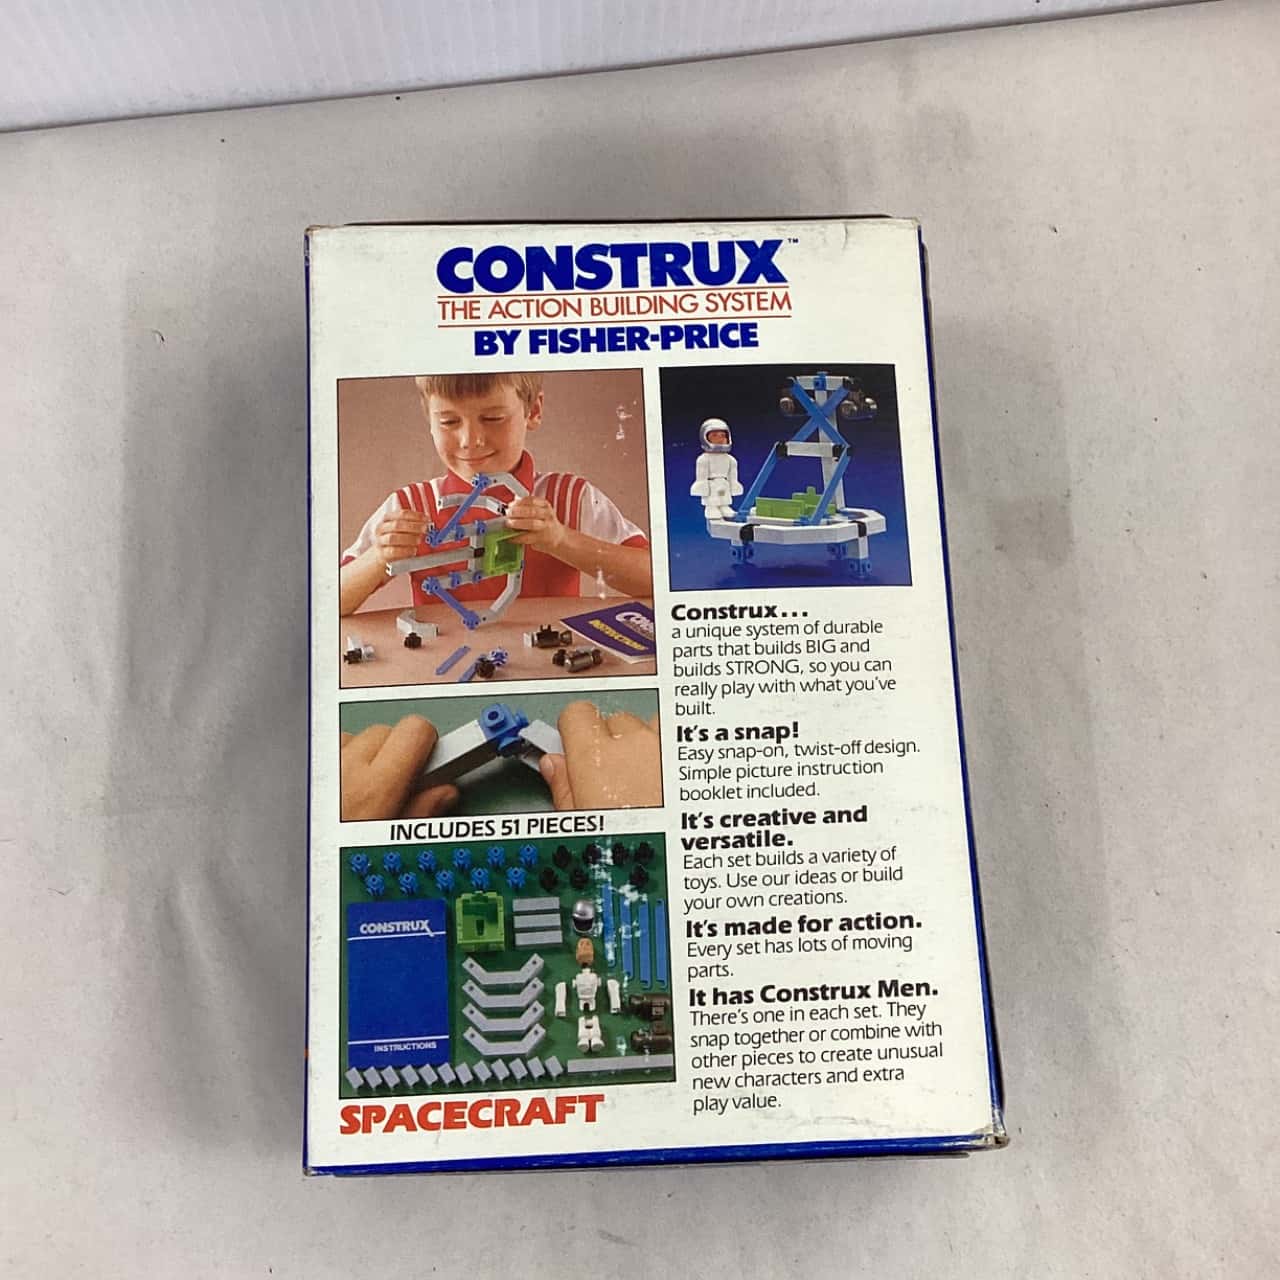 CONSTRUX™
THE ACTION BUILDING SYSTEM
BY FISHER-PRICE
INSTRUCTIONS
INCLUDES 51 PIECES!
CONSTRUX
INSTRUCTIONS
SPACECRAFT
Construx...
a unique system of durable
parts that builds BIG and
builds STRONG, so you can
really play with what you've
built.
It's a snap!
Easy snap-on, twist-off design.
Simple picture instruction
booklet included.
It's creative and
versatile.
Each set builds a variety of
toys. Use our ideas or build
your own creations.
It's made for action.
Every set has lots of moving
parts.
It has Construx Men.
There's one in each set. They
snap together or combine with
other pieces to create unusual
new characters and extra
play value.